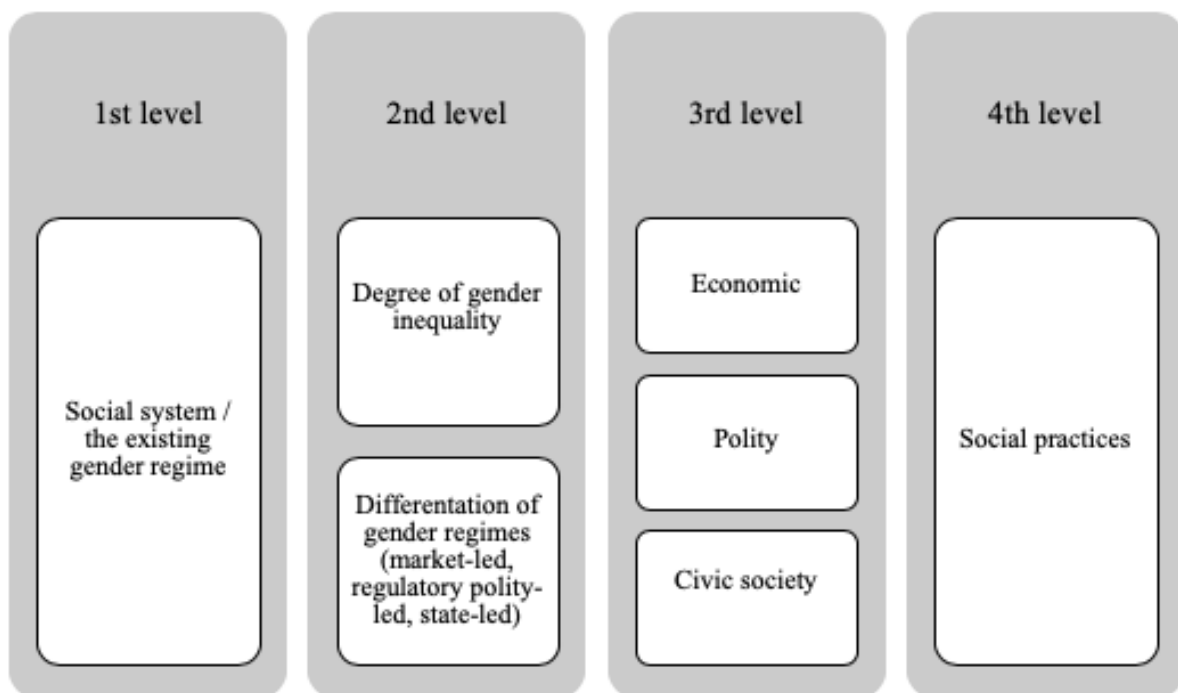 1st level
Social system /
the existing
gender regime
2nd level
Degree of gender
inequality
Differentation of
gender regimes
(market-led,
regulatory polity-
led, state-led)
3rd level
Economic
Polity
Civic society
4th level
Social practices